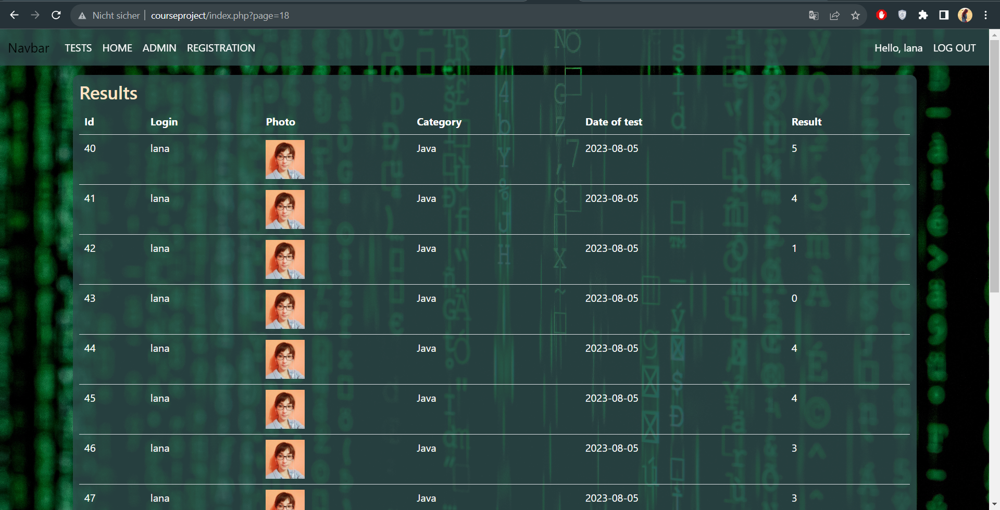 Nicht sicher courseproject/index.php?page=18
Navbar TESTS HOME ADMIN REGISTRATION Hello, lana LOG OUT
Results
Id Login Photo Category Date of test Result
40 lana Java 2023-08-05 5
41 lana Java 2023-08-05 4
42 lana Java 2023-08-05 1
43 lana Java 2023-08-05 0
44 lana Java 2023-08-05 4
45 lana Java 2023-08-05 4
46 lana Java 2023-08-05 3
47 lana Java 2023-08-05 3